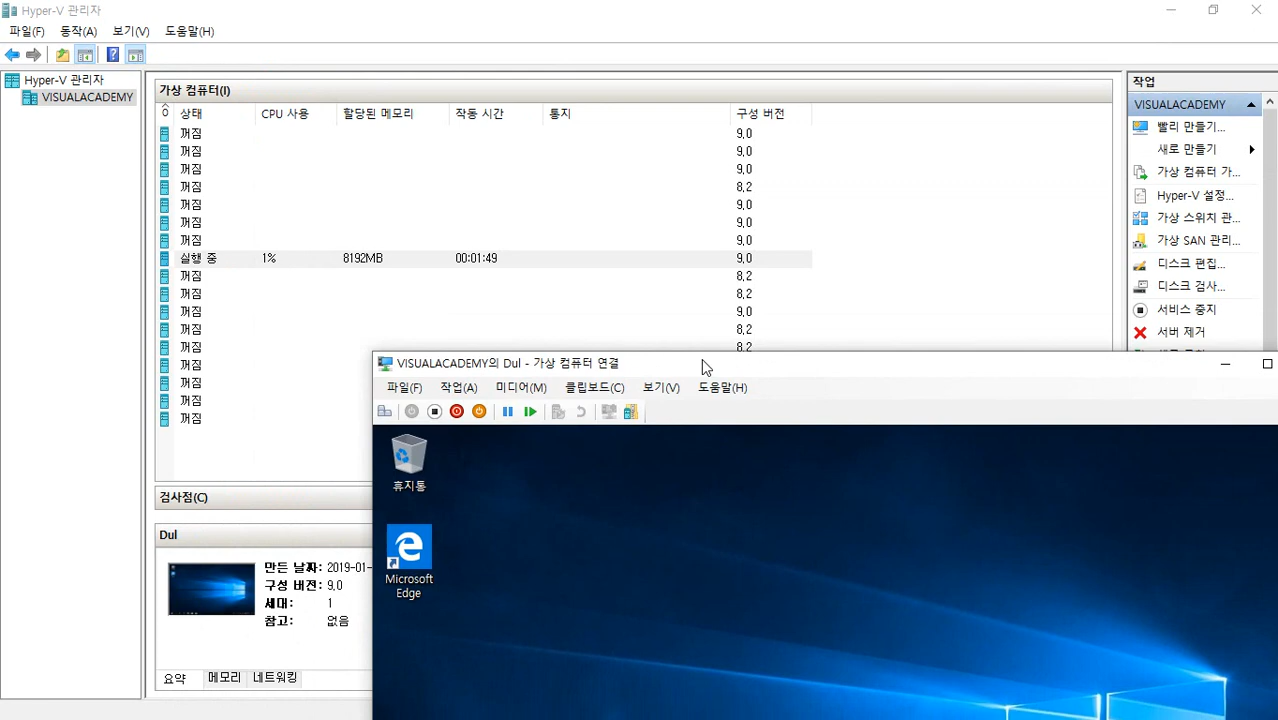 Hyper-V 관리자
파일(F) 동작(A) 보기(V) 도움말(H)
Hyper-V 관리자
VISUALACADEMY
가상 컴퓨터(I)
상태 CPU 사용 할당된 메모리 작동 시간 통지 구성 버전
꺼짐 9,0
꺼짐 9,0
꺼짐 9,0
꺼짐 8,2
꺼짐 9,0
꺼짐 9,0
꺼짐 9,0
실행 중 1% 8192MB 00:01:49 9,0
꺼짐 8,2
꺼짐 8,2
꺼짐 9,0
꺼짐 8,2
꺼짐 8,2
꺼짐
꺼짐
꺼짐
꺼짐
검사점(C)
Dul
만든 날짜: 2019-01-
구성 버전: 9,0
세대: 1
참고: 없음
요약 메모리 네트워킹
작업
VISUALACADEMY
빨리 만들기...
새로 만들기
가상 컴퓨터 가...
Hyper-V 설정...
가상 스위치 관...
가상 SAN 관리...
디스크 편집...
디스크 검사...
서비스 중지
서버 제거
VISUALACADEMY의 Dul - 가상 컴퓨터 연결
파일(F) 작업(A) 미디어(M) 클립보드(C) 보기(V) 도움말(H)
휴지통
Microsoft
Edge